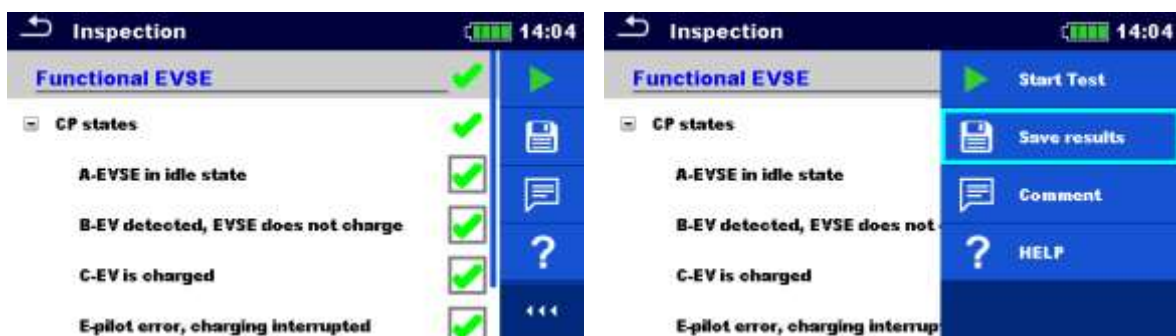 Inspection 14:04
Functional EVSE
CP states
A-EVSE in idle state
B-EV detected, EVSE does not charge
C-EV is charged
E-pilot error, charging interrupted
?
Inspection 14:04
Functional EVSE
CP states
A-EVSE in idle state
B-EV detected, EVSE does not
C-EV is charged
E-pilot error, charging interrup
Start Test
Save results
Comment
? HELP